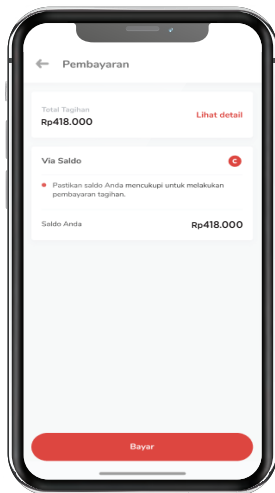 Pembayaran
Total Tagihan
Rp418.000
Lihat detail
Via Saldo
C
Pastikan saldo Anda mencukupi untuk melakukan
pembayaran tagihan.
Saldo Anda
Rp418.000
Bayar